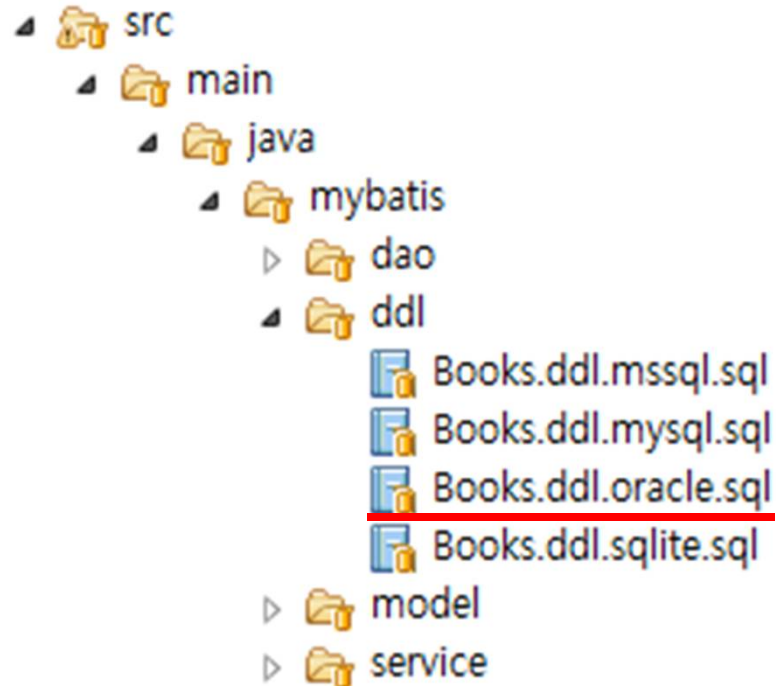 src
main
java
mybatis
dao
ddl
Books.ddl.mssql.sql
Books.ddl.mysql.sql
Books.ddl.oracle.sql
Books.ddl.sqlite.sql
model
service